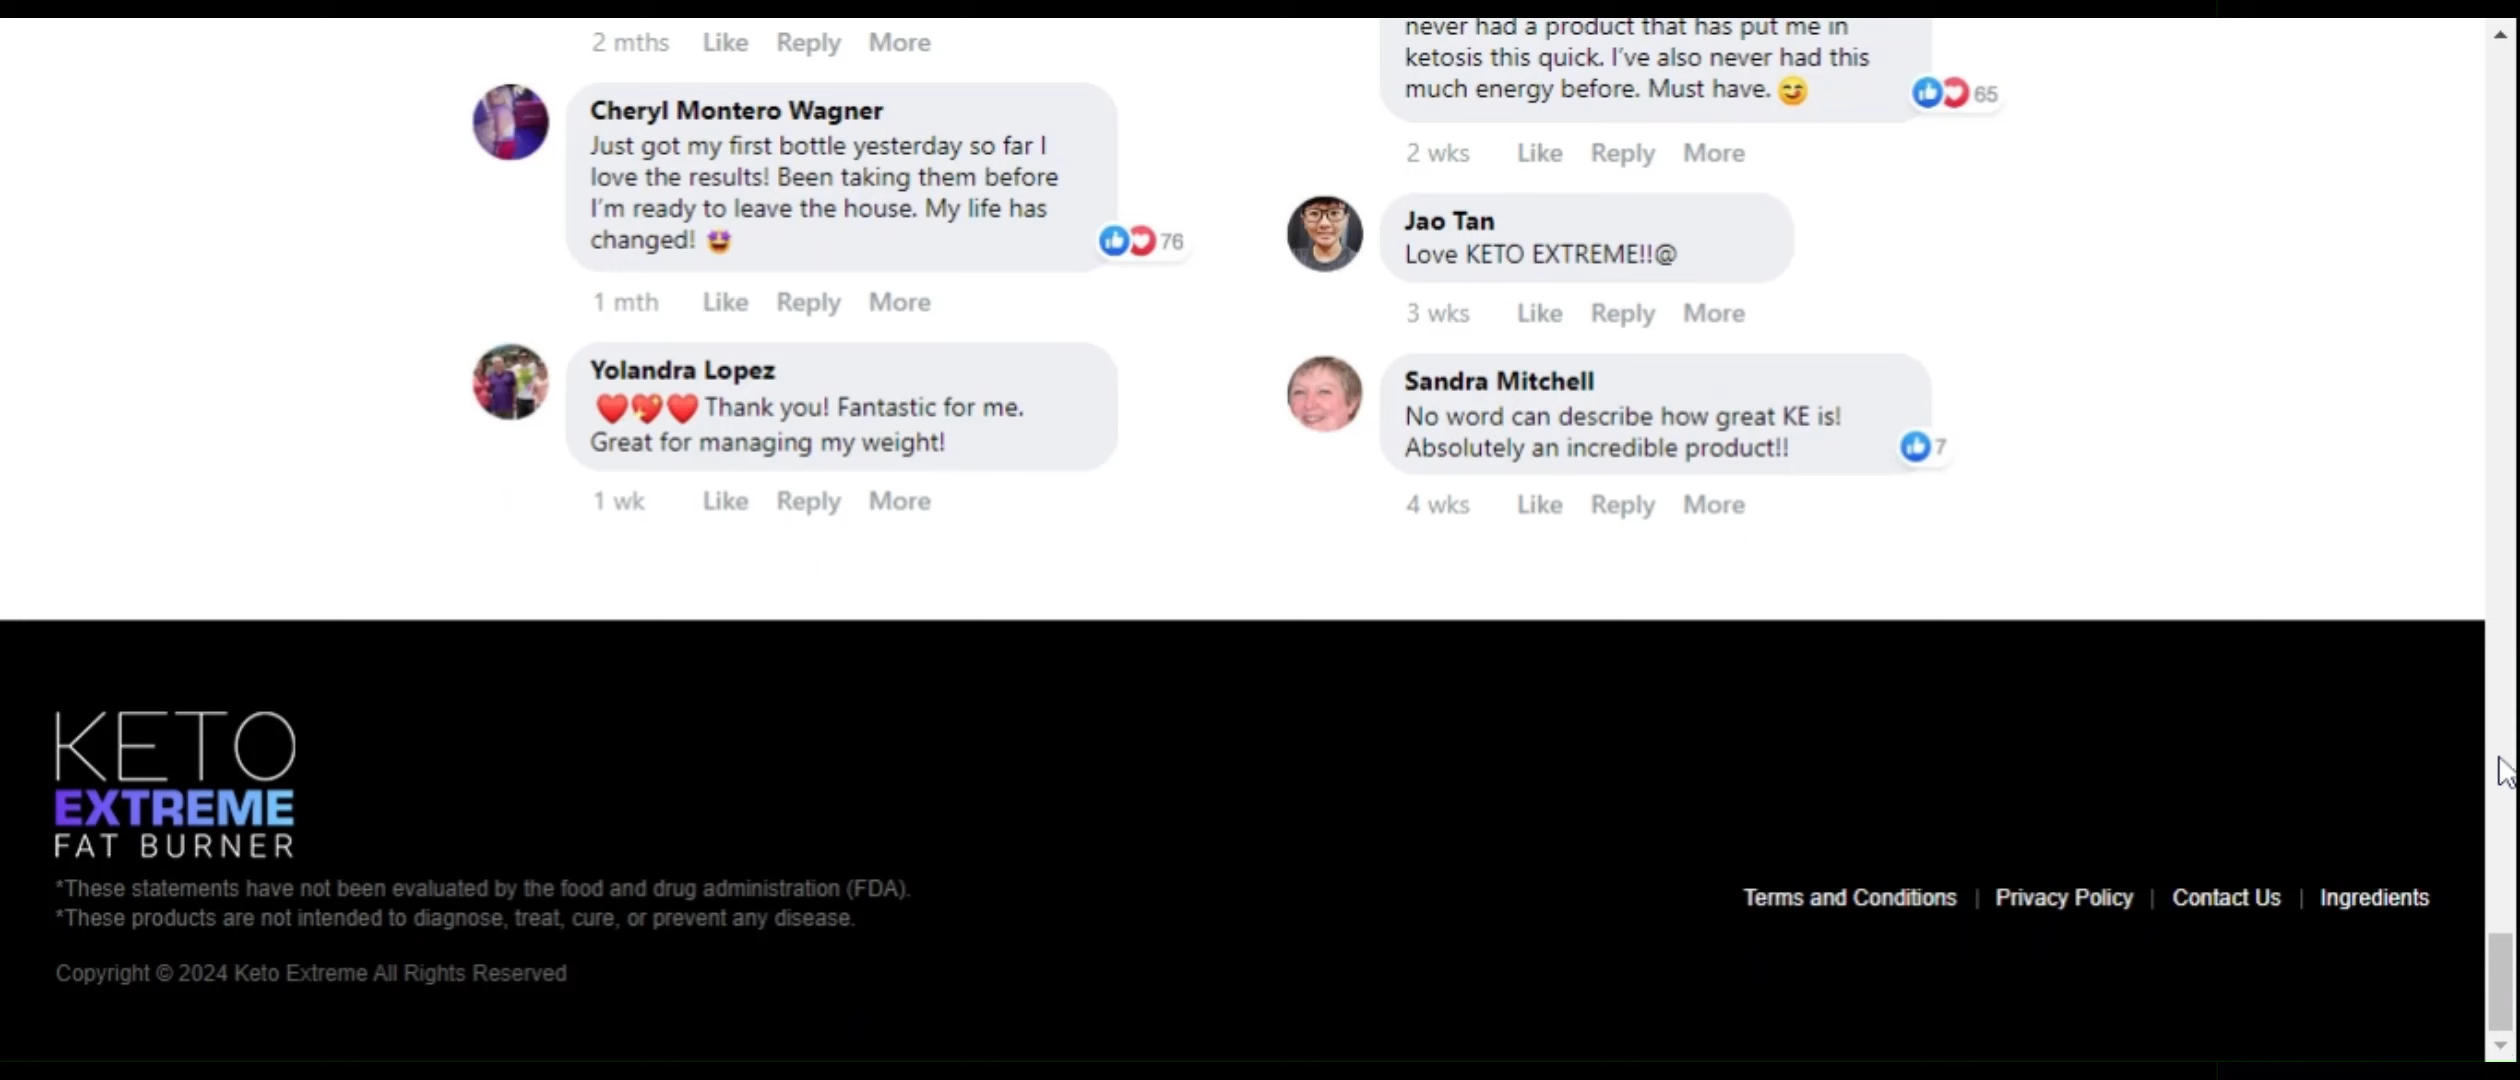 2 mths Like Reply More
Cheryl Montero Wagner
Just got my first bottle yesterday so far I
love the results! Been taking them before
I'm ready to leave the house. My life has
changed! 🤩
76
1 mth Like Reply More
Yolandra Lopez
❤️💖❤️ Thank you! Fantastic for me.
Great for managing my weight!
1 wk Like Reply More
never had a product that has put me in
ketosis this quick. I've also never had this
much energy before. Must have. 😏
65
2 wks Like Reply More
Jao Tan
Love KETO EXTREME!!@
3 wks Like Reply More
Sandra Mitchell
No word can describe how great KE is!
Absolutely an incredible product!!
7
4 wks Like Reply More
KETO
EXTREME
FAT BURNER
*These statements have not been evaluated by the food and drug administration (FDA).
*These products are not intended to diagnose, treat, cure, or prevent any disease.
Copyright © 2024 Keto Extreme All Rights Reserved
Terms and Conditions | Privacy Policy | Contact Us | Ingredients